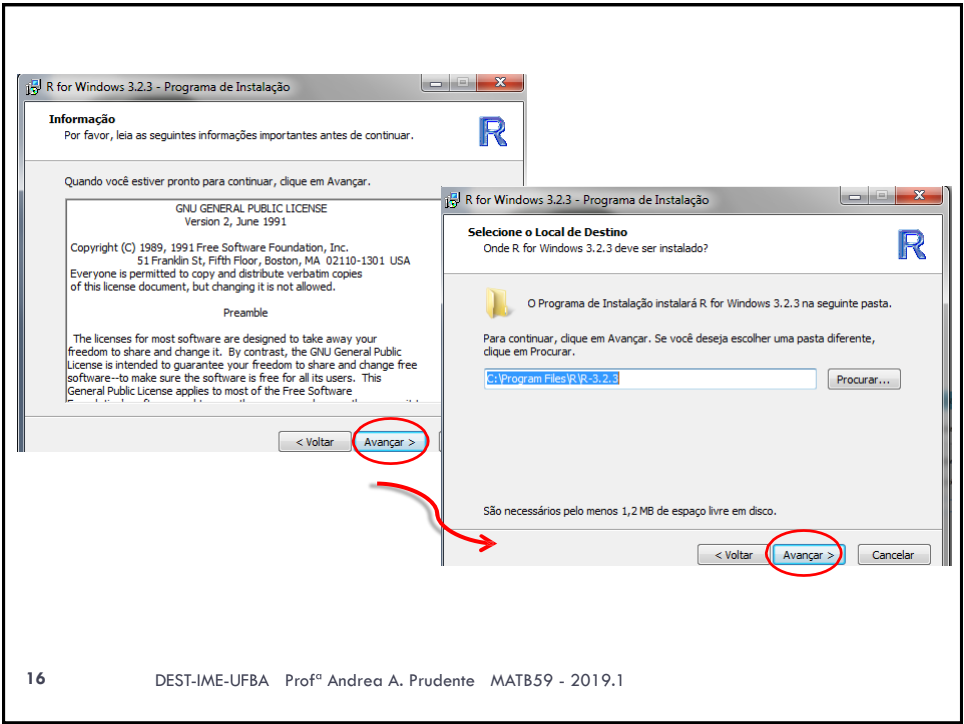 R for Windows 3.2.3 - Programa de Instalação
Informação
Por favor, leia as seguintes informações importantes antes de continuar.
R
Quando você estiver pronto para continuar, clique em Avançar.
GNU GENERAL PUBLIC LICENSE
Version 2, June 1991
Copyright (C) 1989, 1991 Free Software Foundation, Inc.
51 Franklin St, Fifth Floor, Boston, MA 02110-1301 USA
Everyone is permitted to copy and distribute verbatim copies
of this license document, but changing it is not allowed.
Preamble
The licenses for most software are designed to take away your
freedom to share and change it. By contrast, the GNU General Public
License is intended to guarantee your freedom to share and change free
software--to make sure the software is free for all its users. This
General Public License applies to most of the Free Software
< Voltar
Avançar >
R for Windows 3.2.3 - Programa de Instalação
Selecione o Local de Destino
Onde R for Windows 3.2.3 deve ser instalado?
R
O Programa de Instalação instalará R for Windows 3.2.3 na seguinte pasta.
Para continuar, clique em Avançar. Se você deseja escolher uma pasta diferente,
clique em Procurar.
C:\Program Files\R\R-3.2.3
Procurar...
São necessários pelo menos 1,2 MB de espaço livre em disco.
< Voltar
Avançar >
Cancelar
16 DEST-IME-UFBA Profª Andrea A. Prudente MATB59 - 2019.1